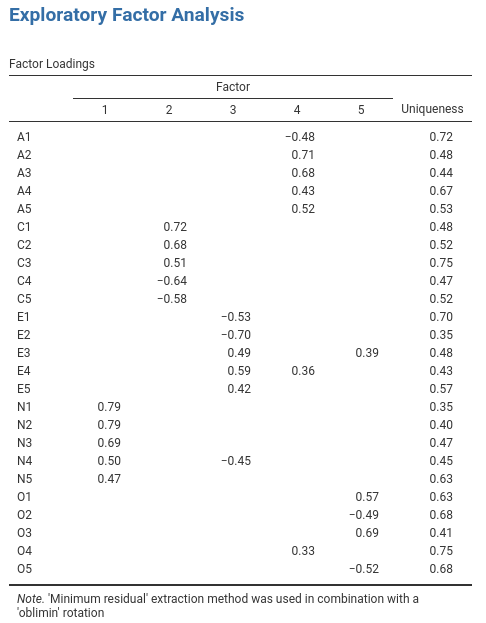 Exploratory Factor Analysis
Factor Loadings
Factor
1 2 3 4 5 Uniqueness
A1 −0.48 0.72
A2 0.71 0.48
A3 0.68 0.44
A4 0.43 0.67
A5 0.52 0.53
C1 0.72 0.48
C2 0.68 0.52
C3 0.51 0.75
C4 −0.64 0.47
C5 −0.58 0.52
E1 −0.53 0.70
E2 −0.70 0.35
E3 0.49 0.39 0.48
E4 0.59 0.36 0.43
E5 0.42 0.57
N1 0.79 0.35
N2 0.79 0.40
N3 0.69 0.47
N4 0.50 −0.45 0.45
N5 0.47 0.63
O1 0.57 0.63
O2 −0.49 0.68
O3 0.69 0.41
O4 0.33 0.75
O5 −0.52 0.68
Note. 'Minimum residual' extraction method was used in combination with a
'oblimin' rotation